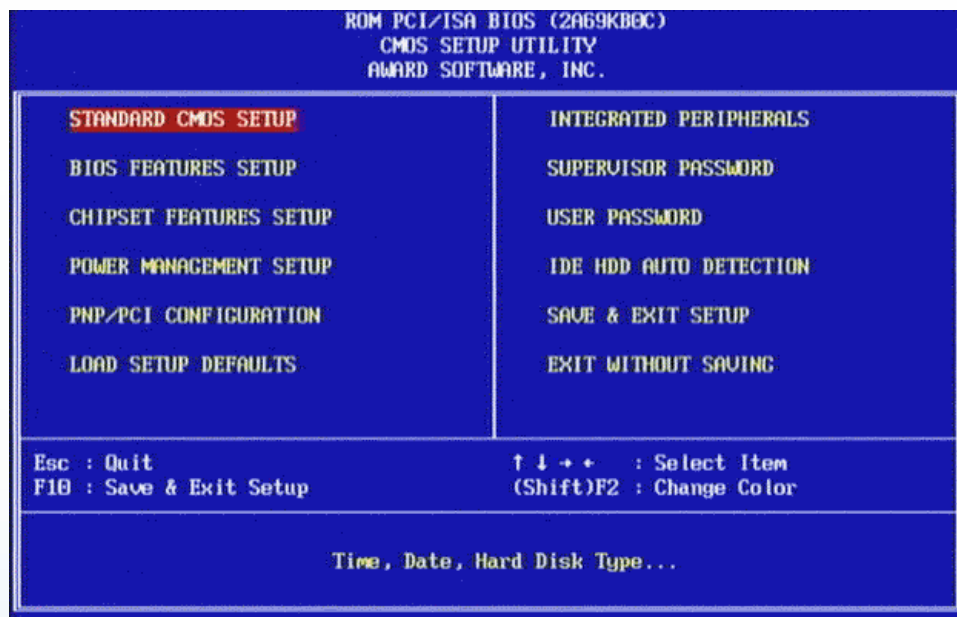 ROM PCI/ISA BIOS (2A69KB0C)
CMOS SETUP UTILITY
AWARD SOFTWARE, INC.
STANDARD CMOS SETUP
BIOS FEATURES SETUP
CHIPSET FEATURES SETUP
POWER MANAGEMENT SETUP
PNP/PCI CONFIGURATION
LOAD SETUP DEFAULTS
INTEGRATED PERIPHERALS
SUPERVISOR PASSWORD
USER PASSWORD
IDE HDD AUTO DETECTION
SAVE & EXIT SETUP
EXIT WITHOUT SAVING
Esc : Quit
F10 : Save & Exit Setup
↑ ↓ → ← : Select Item
(Shift)F2 : Change Color
Time, Date, Hard Disk Type...